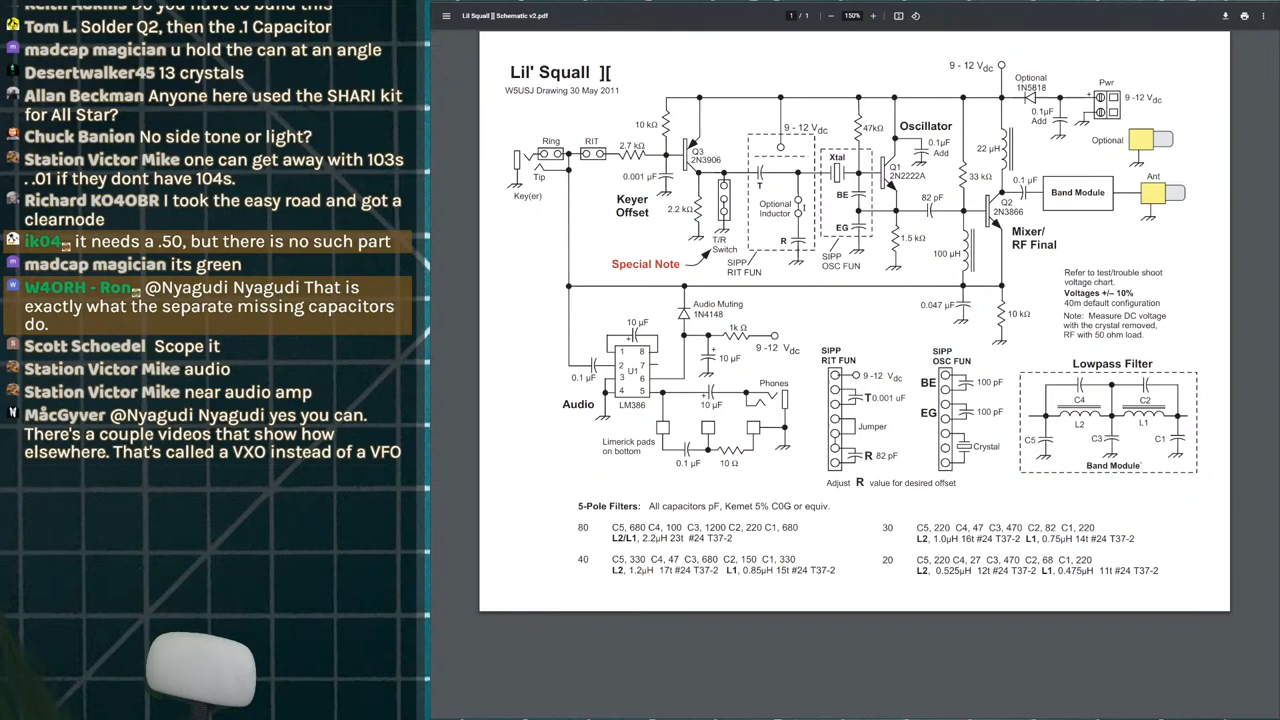 Keith Adkins Do you have to build this
Tom L. Solder Q2, then the .1 Capacitor
madcap magician u hold the can at an angle
Desertwalker45 13 crystals
Allan Beckman Anyone here used the SHARI kit
for All Star?
Chuck Banion No side tone or light?
Station Victor Mike one can get away with 103s
. .01 if they dont have 104s.
Richard KO4OBR I took the easy road and got a
clearnode
ik04 it needs a .50, but there is no such part
madcap magician its green
W4ORH - Ron @Nyagudi Nyagudi That is
exactly what the separate missing capacitors
do.
Scott Schoedel Scope it
Station Victor Mike audio
Station Victor Mike near audio amp
MåcGyver @Nyagudi Nyagudi yes you can.
There's a couple videos that show how
elsewhere. That's called a VXO instead of a VFO
Lil Squall ][ Schematic v2.pdf
1 / 1
150%
Lil' Squall ][
W5USJ Drawing 30 May 2011
9 - 12 Vdc
Optional
1N5818
Pwr
+
9 -12 Vdc
0.1µF
Add
Optional
10 kΩ
9 - 12 Vdc
47kΩ
Oscillator
0.1µF
Add
22 µH
Ring
RIT
2.7 kΩ
Q3
2N3906
Xtal
Q1
2N2222A
33 kΩ
0.1 µF
Band Module
Ant
Tip
Key(er)
0.001 µF
T
BE
82 pF
Q2
2N3866
Keyer
Offset
2.2 kΩ
Optional
Inductor
EG
1.5 kΩ
Mixer/
RF Final
T/R
Switch
R
100 µH
Special Note
SIPP
RIT FUN
SIPP
OSC FUN
Refer to test/trouble shoot
voltage chart.
Voltages +/– 10%
40m default configuration
Note: Measure DC voltage
with the crystal removed,
RF with 50 ohm load.
Audio Muting
1N4148
0.047 µF
10 kΩ
10 µF
+
1kΩ
9 -12 Vdc
+
10 µF
1 8
2 7
U1
3 6
4 5
LM386
0.1 µF
Audio
+
10 µF
Phones
Limerick pads
on bottom
0.1 µF
10 Ω
SIPP
RIT FUN
9 -12 Vdc
T 0.001 uF
Jumper
R 82 pF
SIPP
OSC FUN
BE
100 pF
EG
100 pF
Crystal
Adjust R value for desired offset
Lowpass Filter
C4
C2
L2
L1
C5
C3
C1
Band Module
5-Pole Filters: All capacitors pF, Kemet 5% C0G or equiv.
80 C5, 680 C4, 100 C3, 1200 C2, 220 C1, 680
L2/L1, 2.2µH 23t #24 T37-2
40 C5, 330 C4, 47 C3, 680 C2, 150 C1, 330
L2, 1.2µH 17t #24 T37-2 L1, 0.85µH 15t T37-2
30 C5, 220 C4, 47 C3, 470 C2, 82 C1, 220
L2, 1.0µH 16t #24 T37-2 L1, 0.75µH 14t T37-2
20 C5, 220 C4, 27 C3, 470 C2, 68 C1, 220
L2, 0.525µH 12t #24 T37-2 L1, 0.475µH 11t #24 T37-2